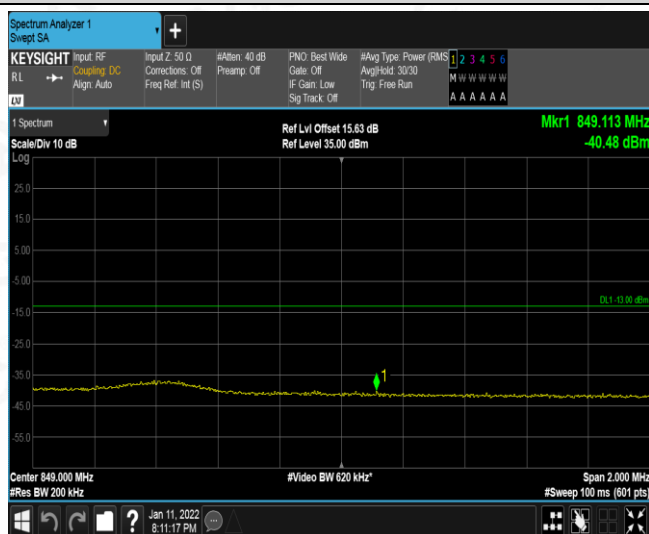 Spectrum Analyzer 1
Swept SA
+
KEYSIGHT
RL
LXI
Input: RF
Coupling: DC
Align: Auto
Input Z: 50 Ω
Corrections: Off
Freq Ref: Int (S)
#Atten: 40 dB
Preamp: Off
PNO: Best Wide
Gate: Off
IF Gain: Low
Sig Track: Off
#Avg Type: Power (RMS
Avg|Hold: 30/30
Trig: Free Run
1 2 3 4 5 6
M W W W W W
A A A A A A
1 Spectrum
Scale/Div 10 dB
Ref Lvl Offset 15.63 dB
Ref Level 35.00 dBm
Mkr1 849.113 MHz
-40.48 dBm
Log
25.0
15.0
5.00
-5.00
DL1 -13.00 dBm
-15.0
-25.0
1
-35.0
-45.0
-55.0
Center 849.000 MHz
#Res BW 200 kHz
#Video BW 620 kHz*
Span 2.000 MHz
#Sweep 100 ms (601 pts)
?
Jan 11, 2022
8:11:17 PM